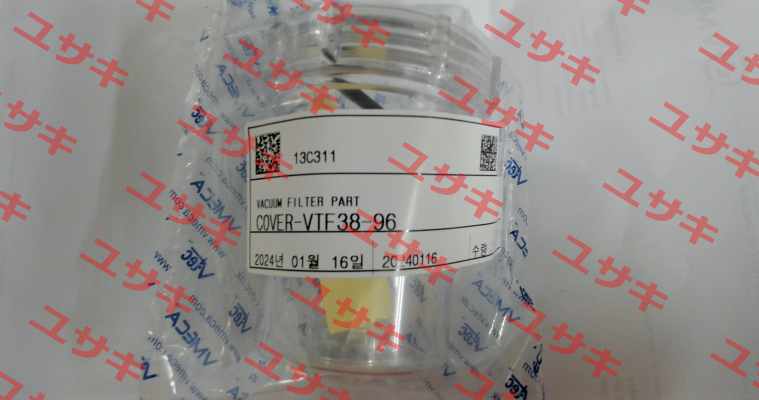 13C311
VACUUM FILTER PART
COVER-VTF38-96
2024년 01월 16일
20240116
수량
VMECA
www.vmeca.com
Vtec
ユサキ